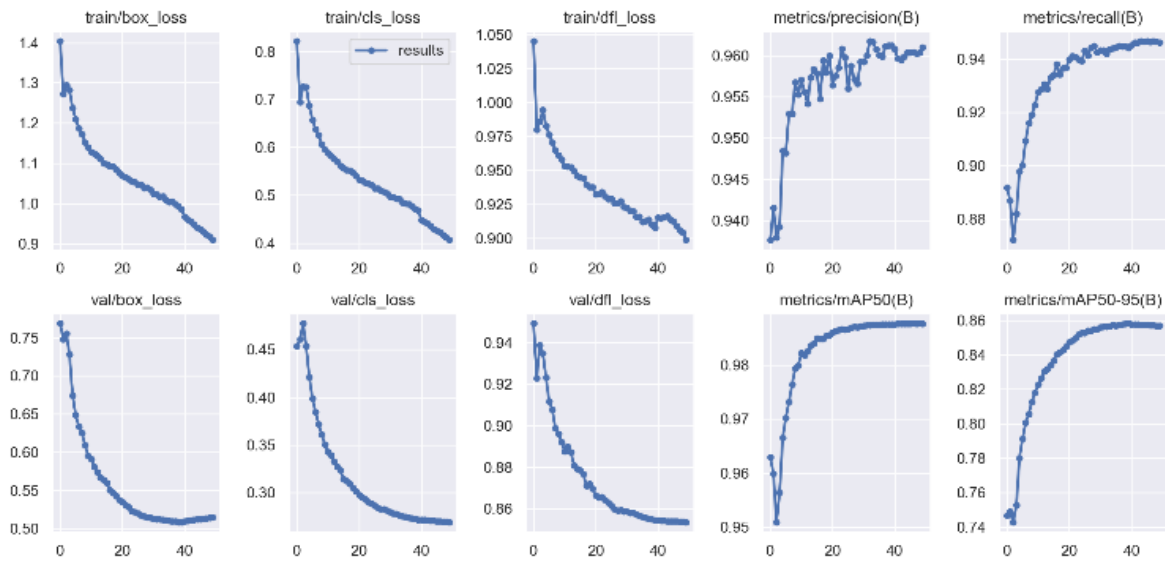 train/box_loss
train/cls_loss
train/dfl_loss
metrics/precision(B)
metrics/recall(B)
1.4
1.3
1.2
1.1
1.0
0.9
0 20 40
0.8
0.7
0.6
0.5
0.4
0 20 40
results
1.050
1.025
1.000
0.975
0.950
0.925
0.900
0 20 40
0.960
0.955
0.950
0.945
0.940
0 20 40
0.94
0.92
0.90
0.88
0 20 40
val/box_loss
val/cls_loss
val/dfl_loss
metrics/mAP50(B)
metrics/mAP50-95(B)
0.75
0.70
0.65
0.60
0.55
0.50
0 20 40
0.45
0.40
0.35
0.30
0 20 40
0.94
0.92
0.90
0.88
0.86
0 20 40
0.98
0.97
0.96
0.95
0 20 40
0.86
0.84
0.82
0.80
0.78
0.76
0.74
0 20 40